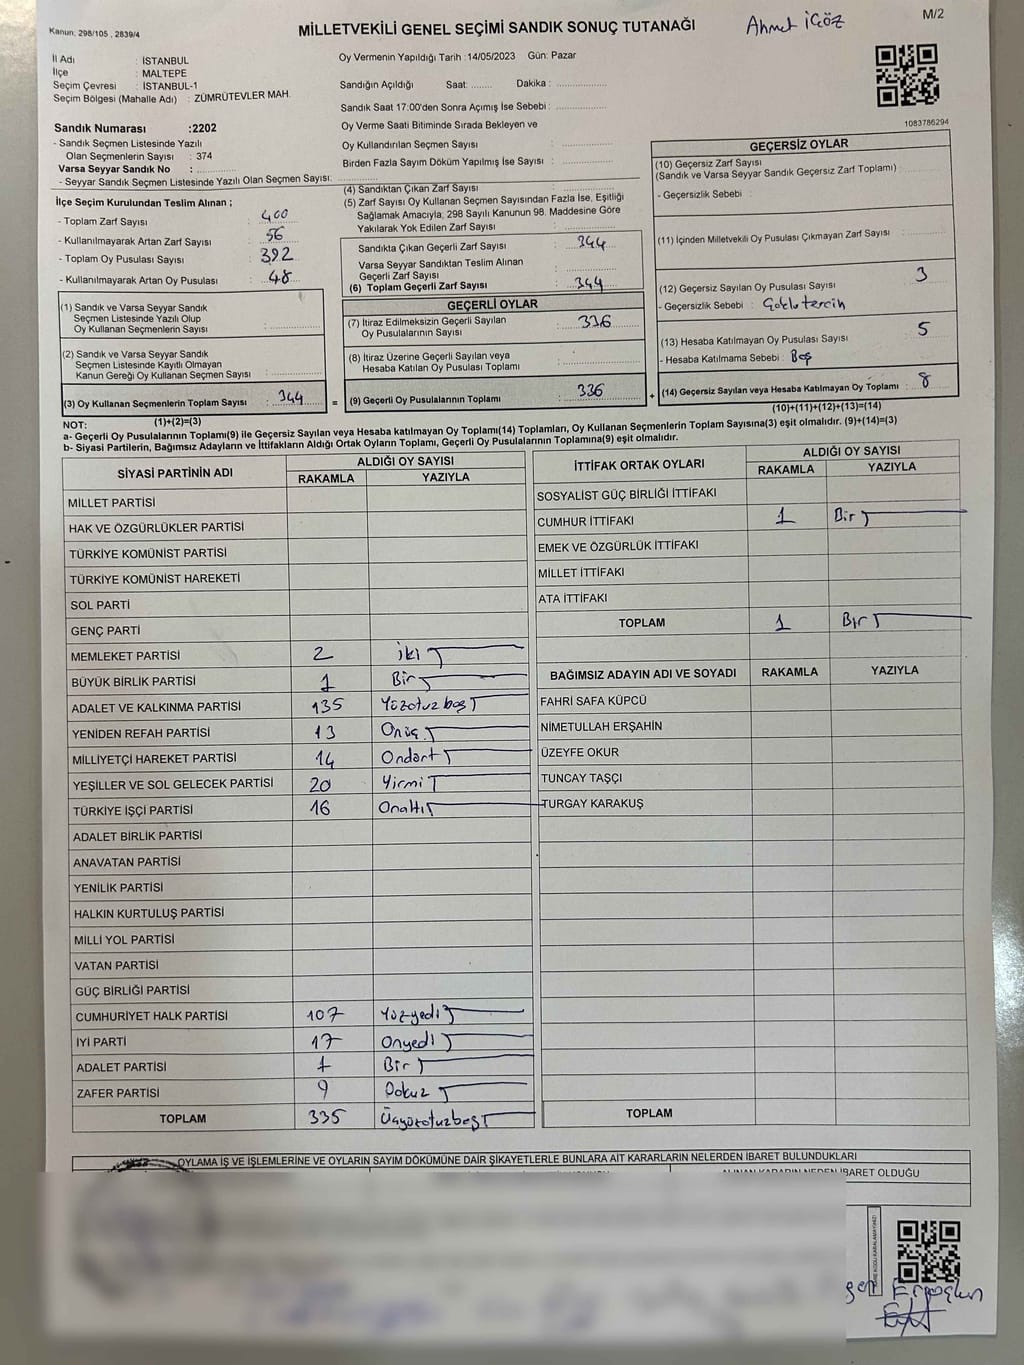 Kanun: 298/105 , 2839/4
MİLLETVEKİLİ GENEL SEÇİMİ SANDIK SONUÇ TUTANAĞI
Ahmet İçöz
M/2
İl Adı : İSTANBUL
İlçe : MALTEPE
Seçim Çevresi : İSTANBUL-1
Seçim Bölgesi (Mahalle Adı) : ZÜMRÜTEVLER MAH.
Oy Vermenin Yapıldığı Tarih :14/05/2023 Gün: Pazar
Sandığın Açıldığı Saat: ........ Dakika : ................
Sandık Saat 17:00'den Sonra Açımış İse Sebebi : ................
Oy Verme Saati Bitiminde Sırada Bekleyen ve
Oy Kullandırılan Seçmen Sayısı : ................
Birden Fazla Sayım Döküm Yapılmış İse Sayısı : ................
1083786294
Sandık Numarası :2202
- Sandık Seçmen Listesinde Yazılı
Olan Seçmenlerin Sayısı : 374
Varsa Seyyar Sandık No : ................
- Seyyar Sandık Seçmen Listesinde Yazılı Olan Seçmen Sayısı: ................
İlçe Seçim Kurulundan Teslim Alınan ;
- Toplam Zarf Sayısı : 400
- Kullanılmayarak Artan Zarf Sayısı : 56
- Toplam Oy Pusulası Sayısı : 392
- Kullanılmayarak Artan Oy Pusulası : 48
(1) Sandık ve Varsa Seyyar Sandık
Seçmen Listesinde Yazılı Olup
Oy Kullanan Seçmenlerin Sayısı : ................
(2) Sandık ve Varsa Seyyar Sandık
Seçmen Listesinde Kayıtlı Olmayan
Kanun Gereği Oy Kullanan Seçmen Sayısı : ................
(3) Oy Kullanan Seçmenlerin Toplam Sayısı : 344
(1)+(2)=(3)
(4) Sandıktan Çıkan Zarf Sayısı : ................
(5) Zarf Sayısı Oy Kullanan Seçmen Sayısından Fazla İse, Eşitliği
Sağlamak Amacıyla; 298 Sayılı Kanunun 98. Maddesine Göre
Yakılarak Yok Edilen Zarf Sayısı : ................
Sandıkta Çıkan Geçerli Zarf Sayısı : 344
Varsa Seyyar Sandıktan Teslim Alınan
Geçerli Zarf Sayısı : ................
(6) Toplam Geçerli Zarf Sayısı : 344
GEÇERLİ OYLAR
(7) İtiraz Edilmeksizin Geçerli Sayılan
Oy Pusulalarının Sayısı : 336
(8) İtiraz Üzerine Geçerli Sayılan veya
Hesaba Katılan Oy Pusulası Toplamı : ................
= (9) Geçerli Oy Pusulalarının Toplamı : 336
GEÇERSİZ OYLAR
(10) Geçersiz Zarf Sayısı
(Sandık ve Varsa Seyyar Sandık Geçersiz Zarf Toplamı) : ........
- Geçersizlik Sebebi :
(11) İçinden Milletvekili Oy Pusulası Çıkmayan Zarf Sayısı : ........
(12) Geçersiz Sayılan Oy Pusulası Sayısı : 3
- Geçersizlik Sebebi : Çoklu tercih
(13) Hesaba Katılmayan Oy Pusulası Sayısı : 5
- Hesaba Katılmama Sebebi : Boş
+ (14) Geçersiz Sayılan veya Hesaba Katılmayan Oy Toplamı : 8
(10)+(11)+(12)+(13)=(14)
NOT:
a- Geçerli Oy Pusulalarının Toplamı(9) ile Geçersiz Sayılan veya Hesaba katılmayan Oy Toplamı(14) Toplamları, Oy Kullanan Seçmenlerin Toplam Sayısına(3) eşit olmalıdır. (9)+(14)=(3)
b- Siyasi Partilerin, Bağımsız Adayların ve İttifakların Aldığı Ortak Oyların Toplamı, Geçerli Oy Pusulalarının Toplamına(9) eşit olmalıdır.
SİYASİ PARTİNİN ADI ALDIĞI OY SAYISI
RAKAMLA YAZIYLA
MİLLET PARTİSİ
HAK VE ÖZGÜRLÜKLER PARTİSİ
TÜRKİYE KOMÜNİST PARTİSİ
TÜRKİYE KOMÜNİST HAREKETİ
SOL PARTİ
GENÇ PARTİ
MEMLEKET PARTİSİ 2 iki
BÜYÜK BİRLİK PARTİSİ 1 Bir
ADALET VE KALKINMA PARTİSİ 135 Yüzotuzbeş
YENİDEN REFAH PARTİSİ 13 Onüç
MİLLİYETÇİ HAREKET PARTİSİ 14 Ondört
YEŞİLLER VE SOL GELECEK PARTİSİ 20 Yirmi
TÜRKİYE İŞÇİ PARTİSİ 16 Onaltı
ADALET BİRLİK PARTİSİ
ANAVATAN PARTİSİ
YENİLİK PARTİSİ
HALKIN KURTULUŞ PARTİSİ
MİLLİ YOL PARTİSİ
VATAN PARTİSİ
GÜÇ BİRLİĞİ PARTİSİ
CUMHURİYET HALK PARTİSİ 107 Yüzyedi
İYİ PARTİ 17 Onyedi
ADALET PARTİSİ 1 Bir
ZAFER PARTİSİ 9 Dokuz
TOPLAM 335 Üçyüzotuzbeş
İTTİFAK ORTAK OYLARI ALDIĞI OY SAYISI
RAKAMLA YAZIYLA
SOSYALİST GÜÇ BİRLİĞİ İTTİFAKI
CUMHUR İTTİFAKI 1 Bir
EMEK VE ÖZGÜRLÜK İTTİFAKI
MİLLET İTTİFAKI
ATA İTTİFAKI
TOPLAM 1 Bir
BAĞIMSIZ ADAYIN ADI VE SOYADI RAKAMLA YAZIYLA
FAHRİ SAFA KÜPCÜ
NİMETULLAH ERŞAHİN
ÜZEYFE OKUR
TUNCAY TAŞÇI
TURGAY KARAKUŞ
TOPLAM
OYLAMA İŞ VE İŞLEMLERİNE VE OYLARIN SAYIM DÖKÜMÜNE DAİR ŞİKAYETLERLE BUNLARA AİT KARARLARIN NELERDEN İBARET BULUNDUKLARI
ALINAN KARARIN NEDEN İBARET OLDUĞU